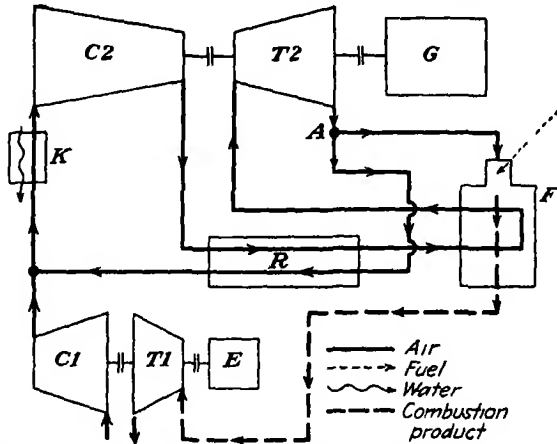 C2
T2
G
A
K
F
R
C1
T1
E
Air
Fuel
Water
Combustion
product